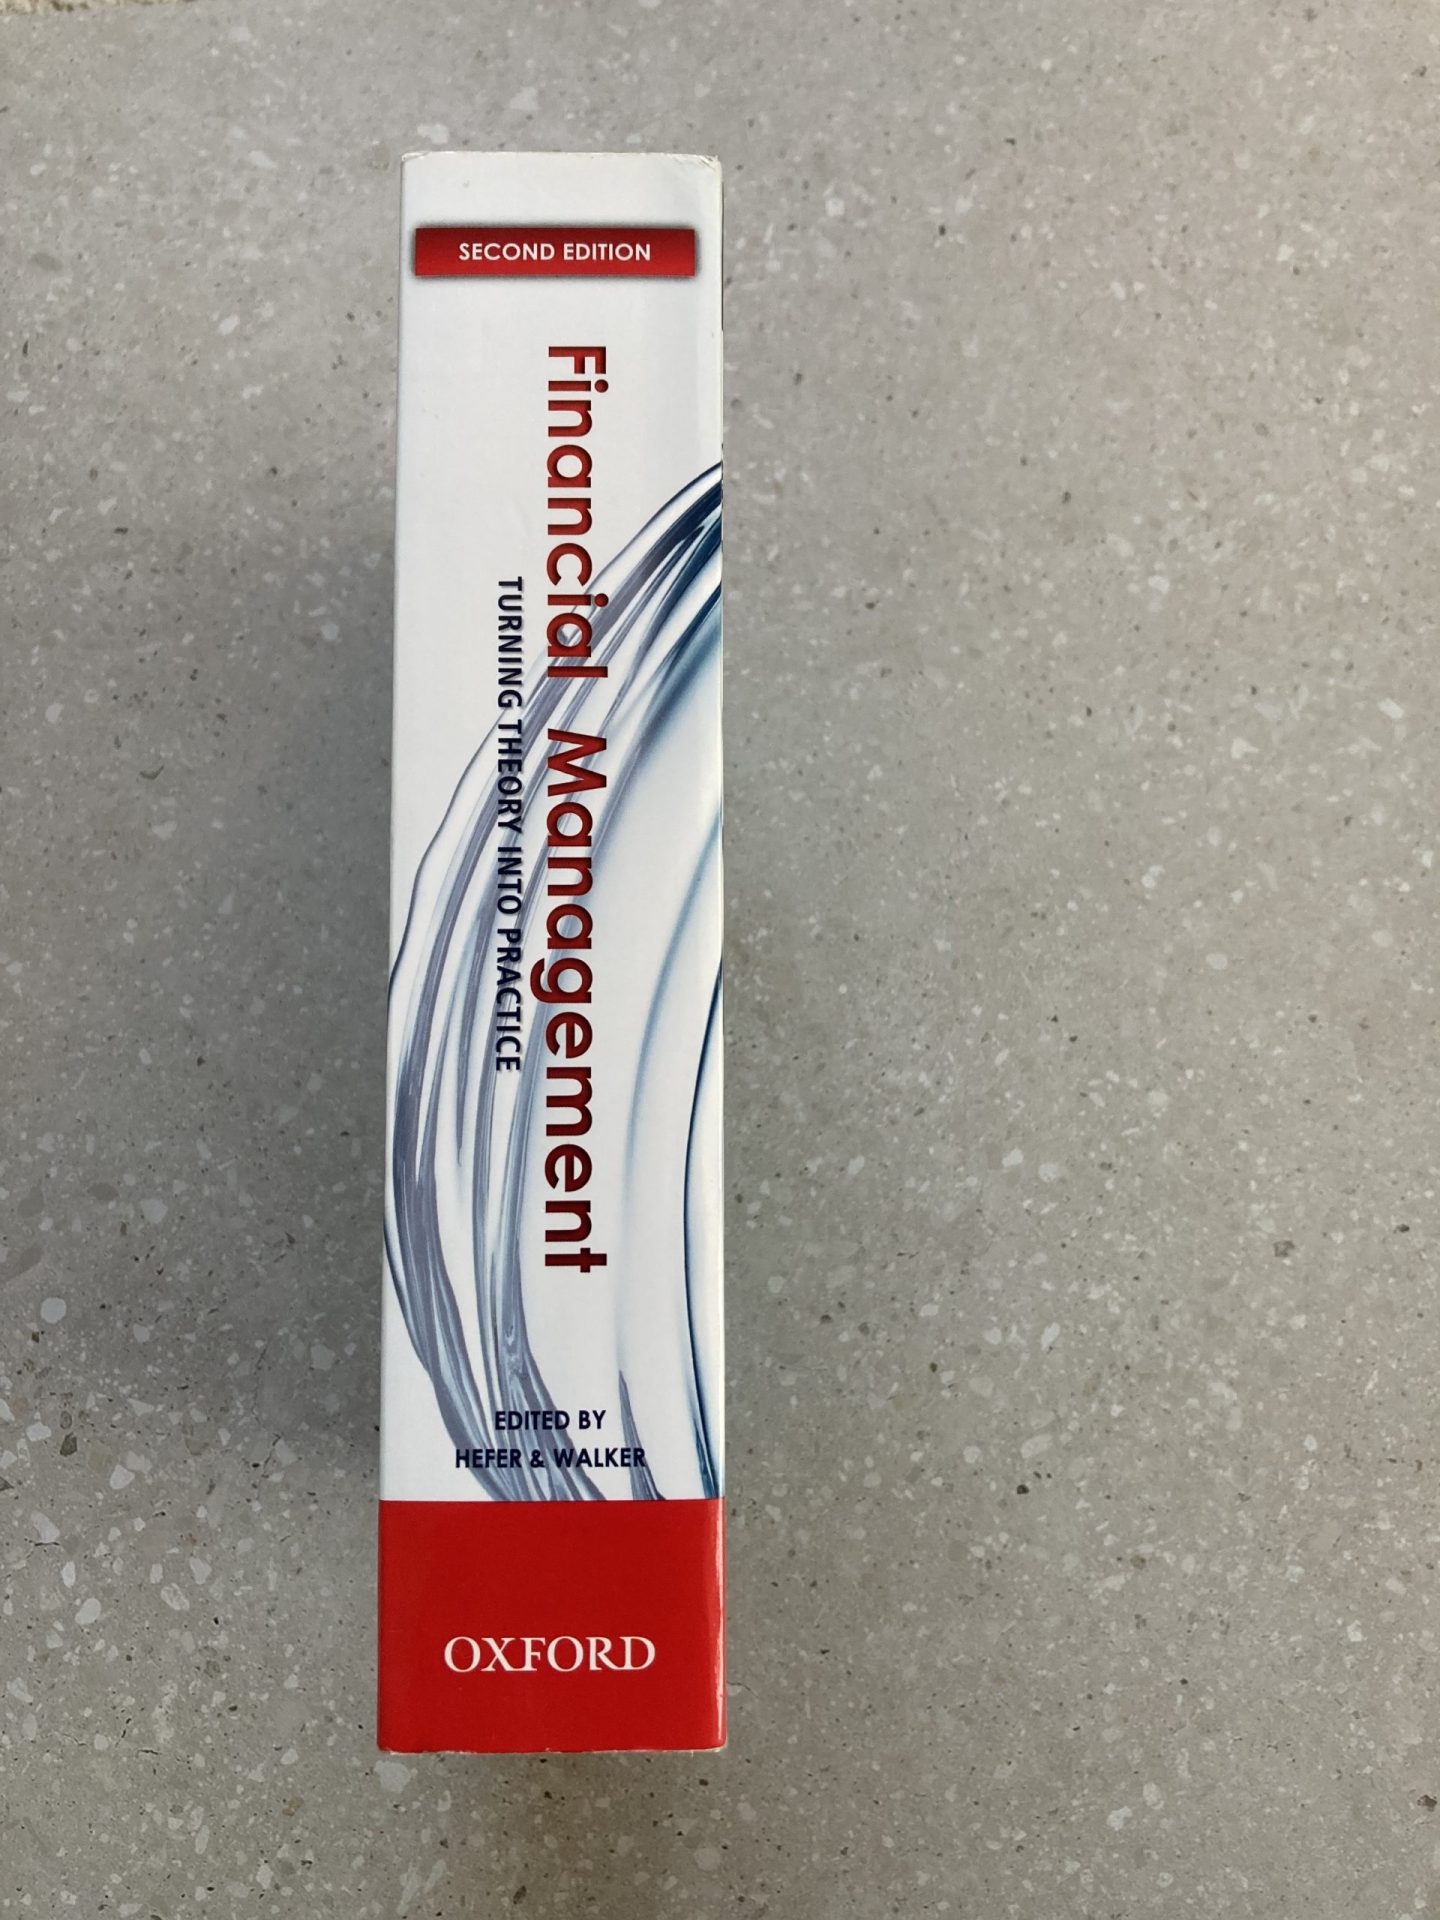 SECOND EDITION
Financial Management
TURNING THEORY INTO PRACTICE
EDITED BY
HEFER & WALKER
OXFORD